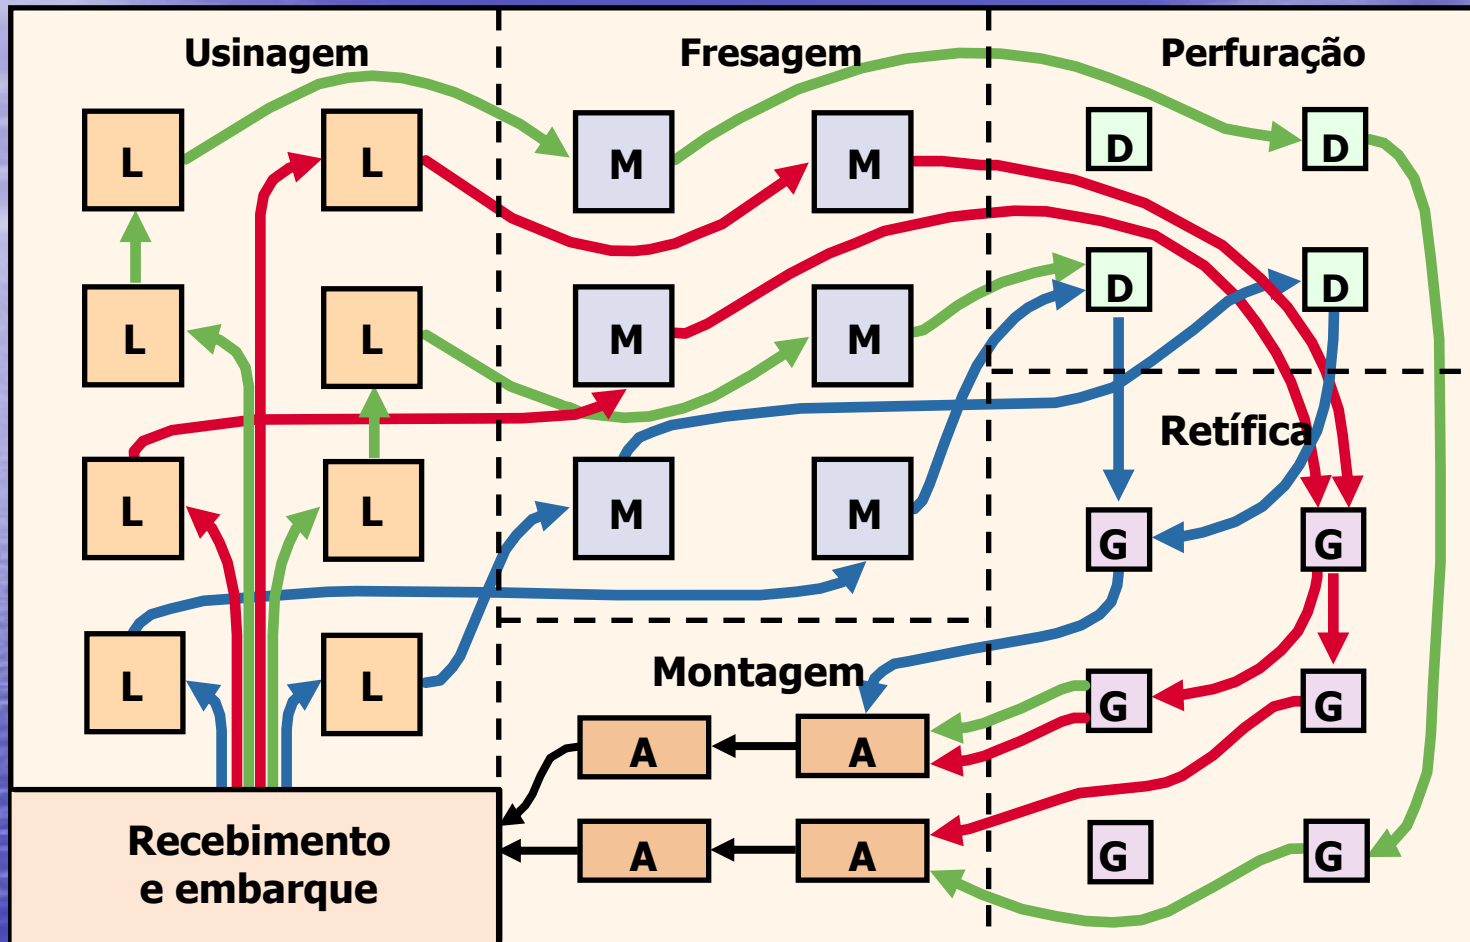 Usinagem
Fresagem
Perfuração
L
L
M
M
D
D
L
L
M
M
D
D
Retífica
L
L
M
M
G
G
L
L
Montagem
G
G
A
A
Recebimento
e embarque
A
A
G
G